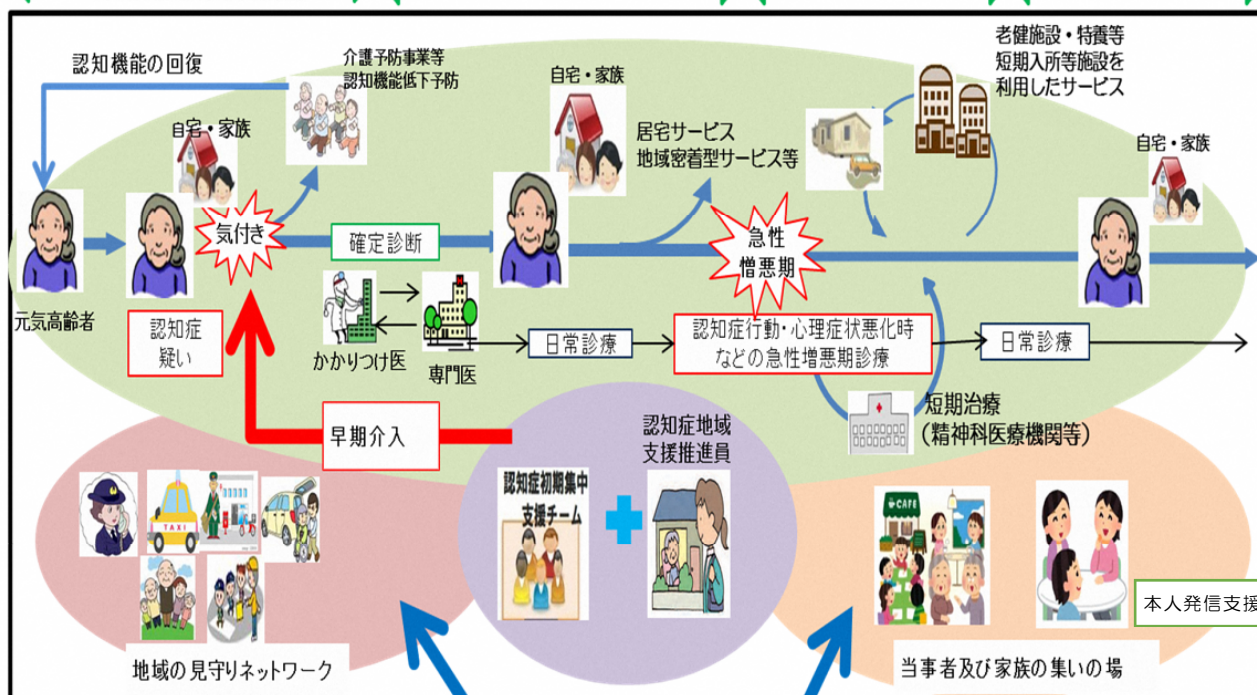 認知機能の回復
介護予防事業等
認知機能低下予防
自宅・家族
自宅・家族
老健施設・特養等
短期入所等施設を
利用したサービス
居宅サービス
地域密着型サービス等
自宅・家族
気付き
確定診断
急性
憎悪期
元気高齢者
認知症
疑い
かかりつけ医
専門医
日常診療
認知症行動・心理症状悪化時
などの急性増悪期診療
日常診療
早期介入
認知症地域
支援推進員
短期治療
(精神科医療機関等)
認知症初期集中
支援チーム
TAXI
CAFE
本人発信支援
地域の見守りネットワーク
当事者及び家族の集いの場